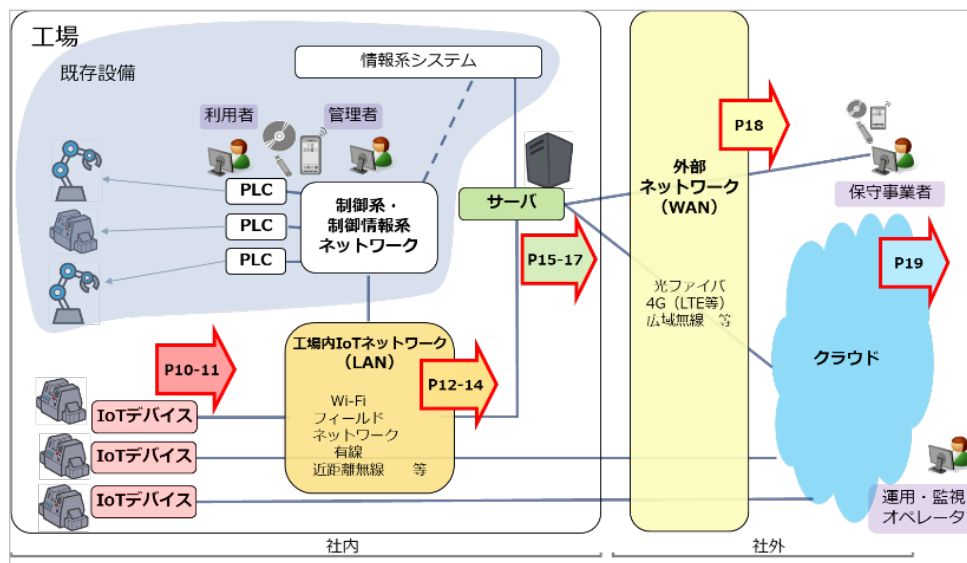 工場
既存設備
情報系システム
利用者
管理者
PLC
PLC
PLC
制御系・
制御情報系
ネットワーク
サーバ
P15-17
外部
ネットワーク
(WAN)
光ファイバ
4G(LTE等)
広域無線 等
P18
保守事業者
P19
クラウド
運用・監視
オペレータ
P10-11
工場内IoTネットワーク
(LAN)
Wi-Fi
フィールド
ネットワーク
有線
近距離無線 等
P12-14
IoTデバイス
IoTデバイス
IoTデバイス
社内
社外